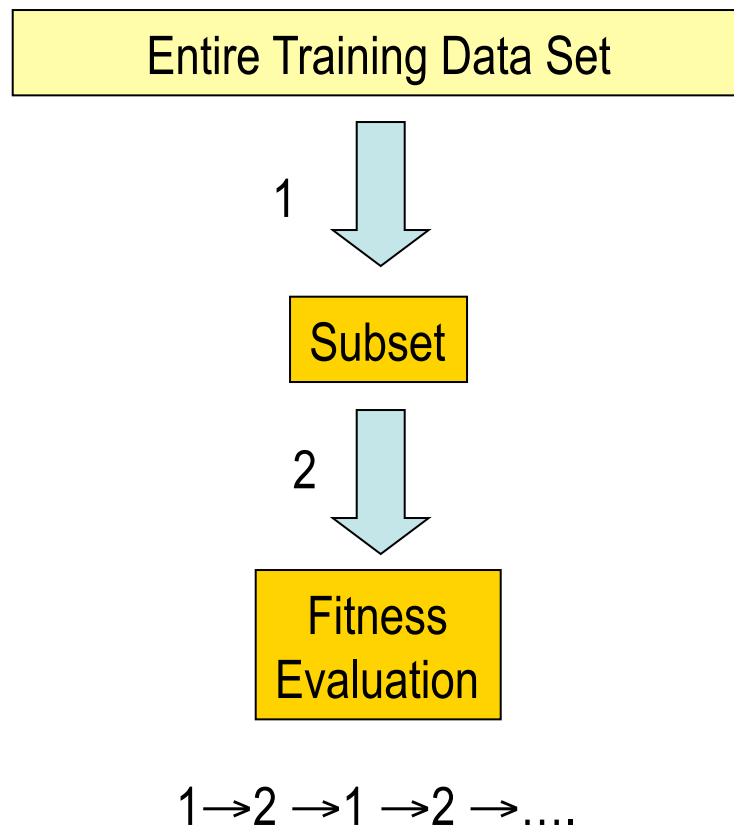 Entire Training Data Set
1
Subset
2
Fitness
Evaluation
1→2 →1 →2 →....